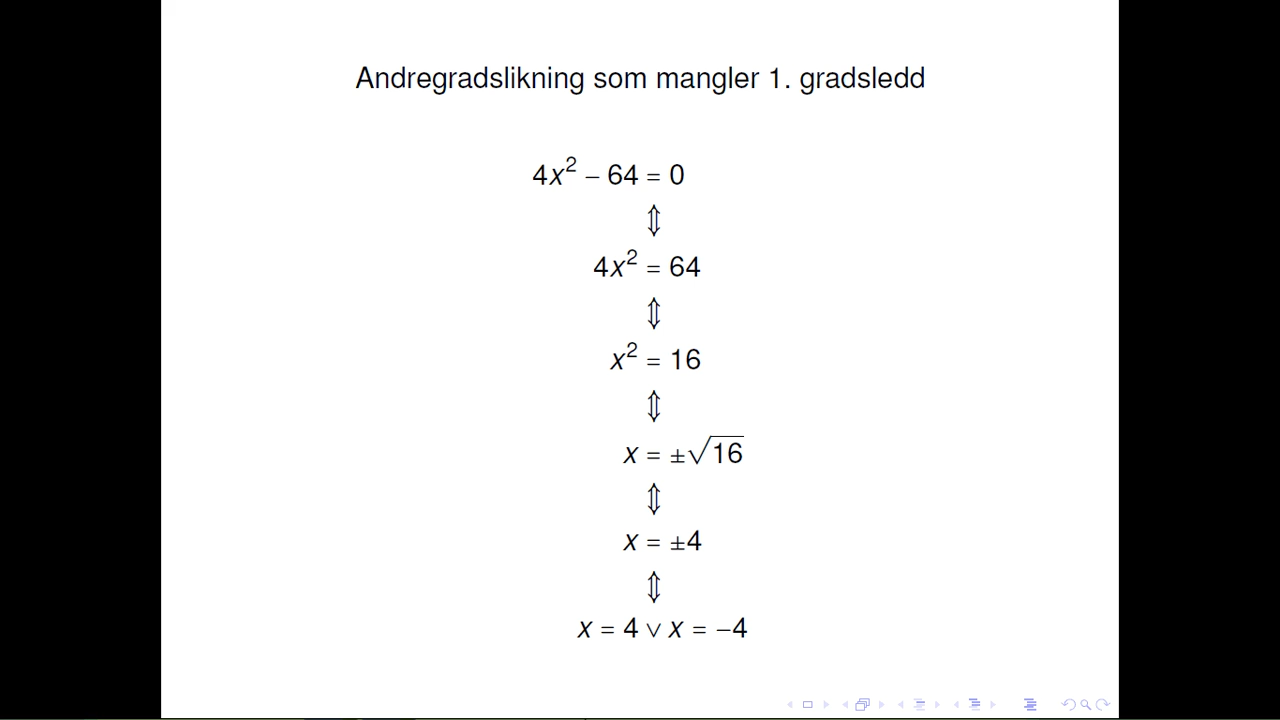 Andregradslikning som mangler 1. gradsledd
4x² − 64 = 0
⇕
4x² = 64
⇕
x² = 16
⇕
x = ±√16
⇕
x = ±4
⇕
x = 4 ∨ x = −4